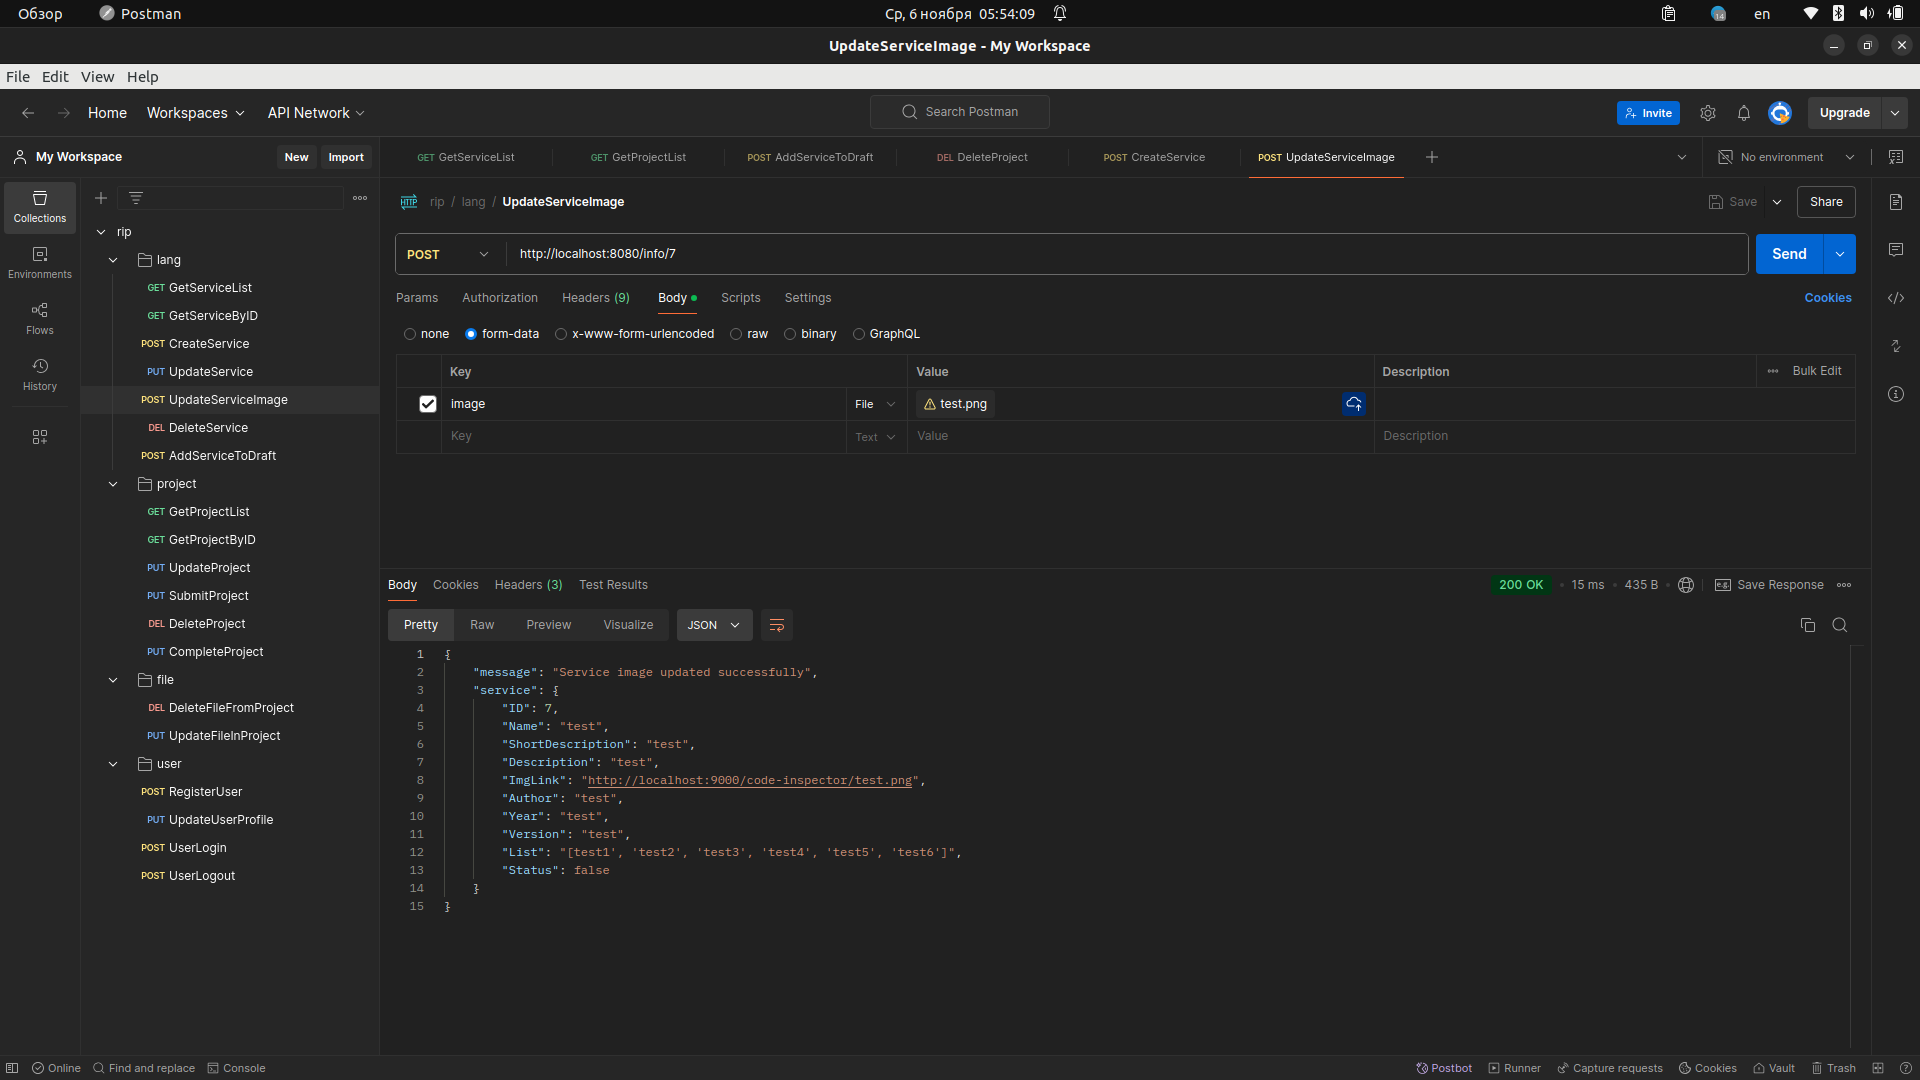 Обзор Postman Ср, 6 ноября 05:54:09 14 en
UpdateServiceImage - My Workspace
File Edit View Help
Home Workspaces API Network Search Postman Invite Upgrade
My Workspace New Import GET GetServiceList GET GetProjectList POST AddServiceToDraft DEL DeleteProject POST CreateService POST UpdateServiceImage No environment
Collections
Environments
Flows
History
rip
lang
GET GetServiceList
GET GetServiceByID
POST CreateService
PUT UpdateService
POST UpdateServiceImage
DEL DeleteService
POST AddServiceToDraft
project
GET GetProjectList
GET GetProjectByID
PUT UpdateProject
PUT SubmitProject
DEL DeleteProject
PUT CompleteProject
file
DEL DeleteFileFromProject
PUT UpdateFileInProject
user
POST RegisterUser
PUT UpdateUserProfile
POST UserLogin
POST UserLogout
HTTP rip / lang / UpdateServiceImage Save Share
POST http://localhost:8080/info/7 Send
Params Authorization Headers (9) Body Scripts Settings Cookies
none form-data x-www-form-urlencoded raw binary GraphQL
Key Value Description Bulk Edit
image File test.png
Key Text Value Description
Body Cookies Headers (3) Test Results 200 OK 15 ms 435 B e.g. Save Response
Pretty Raw Preview Visualize JSON
1 {
2 "message": "Service image updated successfully",
3 "service": {
4 "ID": 7,
5 "Name": "test",
6 "ShortDescription": "test",
7 "Description": "test",
8 "ImgLink": "http://localhost:9000/code-inspector/test.png",
9 "Author": "test",
10 "Year": "test",
11 "Version": "test",
12 "List": "[test1', 'test2', 'test3', 'test4', 'test5', 'test6']",
13 "Status": false
14 }
15 }
Online Find and replace Console Postbot Runner Capture requests Cookies Vault Trash